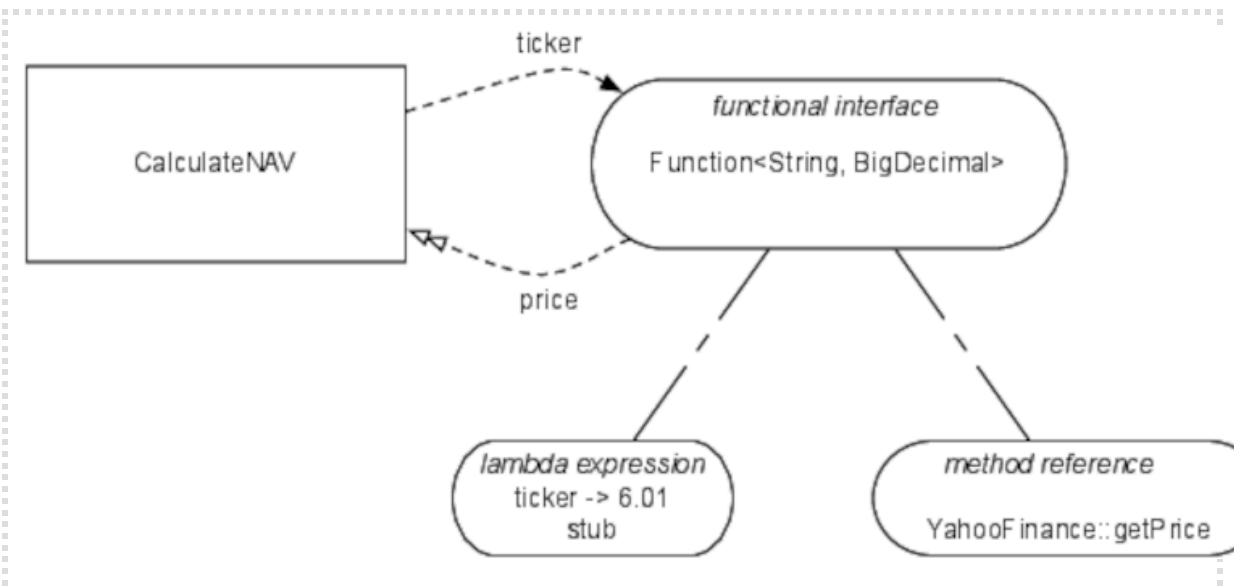 ticker
functional interface
CalculateNAV
Function<String, BigDecimal>
price
lambda expression
ticker -> 6.01
stub
method reference
YahooFinance::getPrice